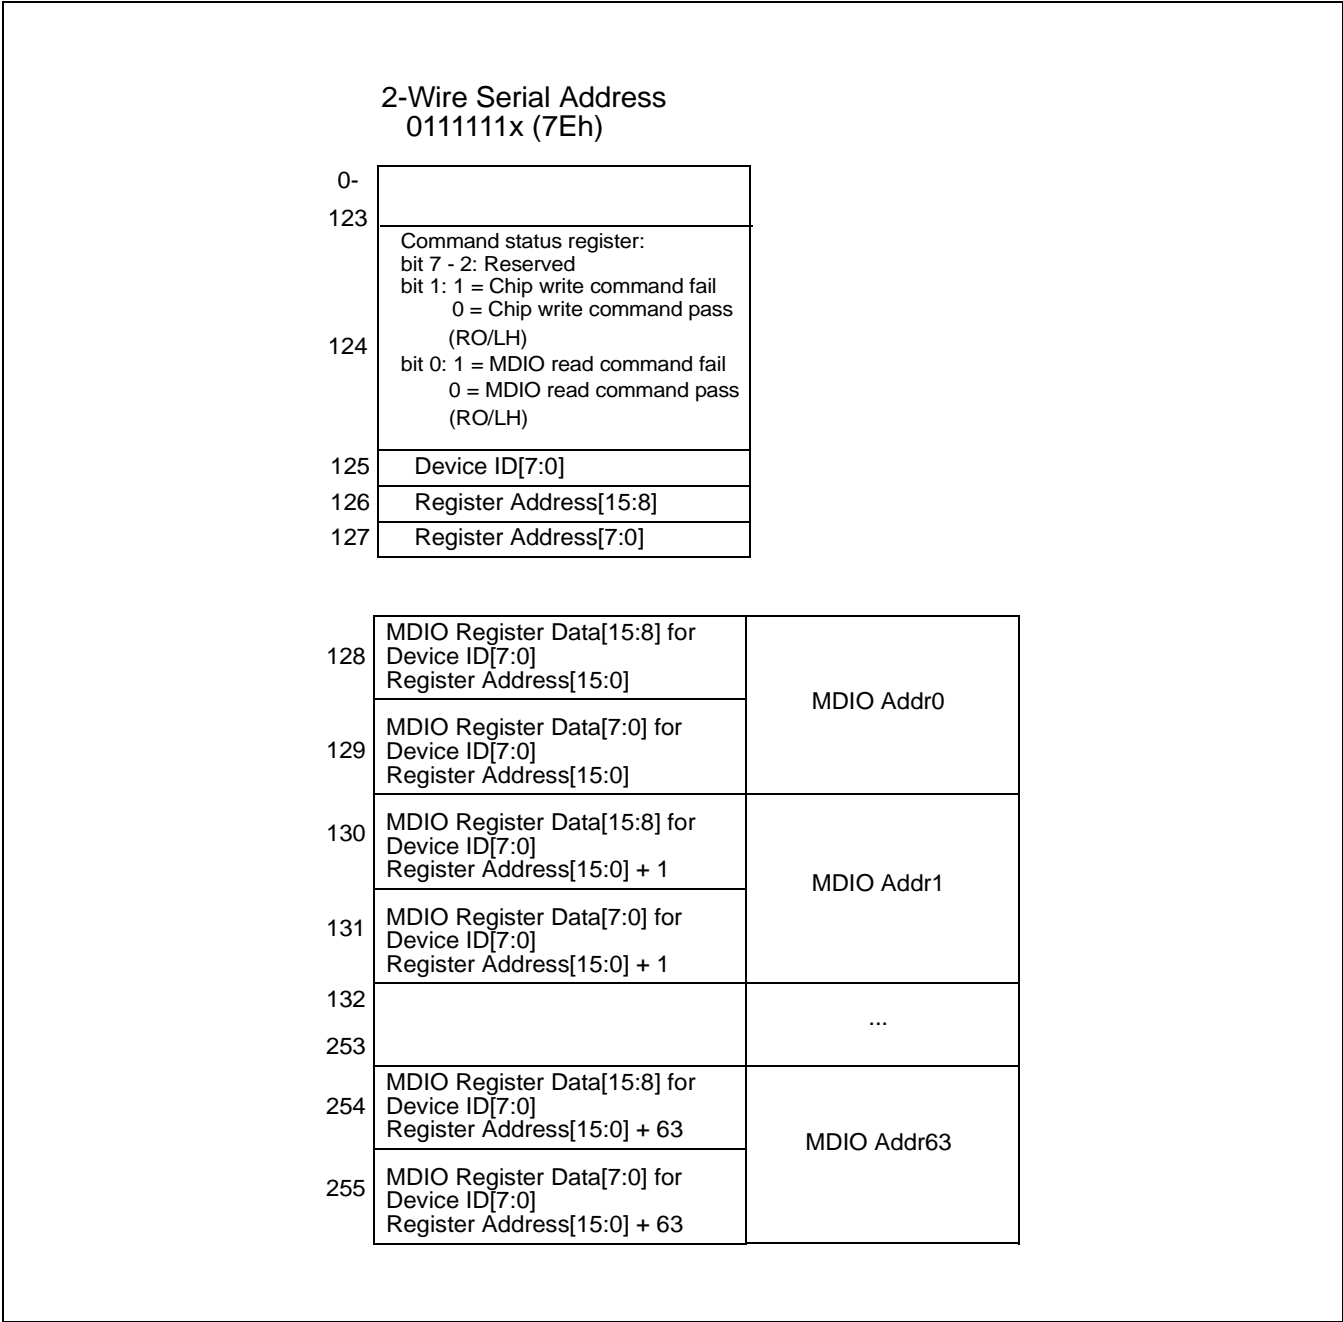 2-Wire Serial Address
0111111x (7Eh)
0-
123
Command status register:
bit 7 - 2: Reserved
bit 1: 1 = Chip write command fail
0 = Chip write command pass
(RO/LH)
124
bit 0: 1 = MDIO read command fail
0 = MDIO read command pass
(RO/LH)
125 Device ID[7:0]
126 Register Address[15:8]
127 Register Address[7:0]
MDIO Register Data[15:8] for
128 Device ID[7:0]
Register Address[15:0]
MDIO Addr0
MDIO Register Data[7:0] for
129 Device ID[7:0]
Register Address[15:0]
MDIO Register Data[15:8] for
130 Device ID[7:0]
Register Address[15:0] + 1
MDIO Addr1
MDIO Register Data[7:0] for
131 Device ID[7:0]
Register Address[15:0] + 1
132
...
253
MDIO Register Data[15:8] for
254 Device ID[7:0]
Register Address[15:0] + 63
MDIO Addr63
MDIO Register Data[7:0] for
255 Device ID[7:0]
Register Address[15:0] + 63